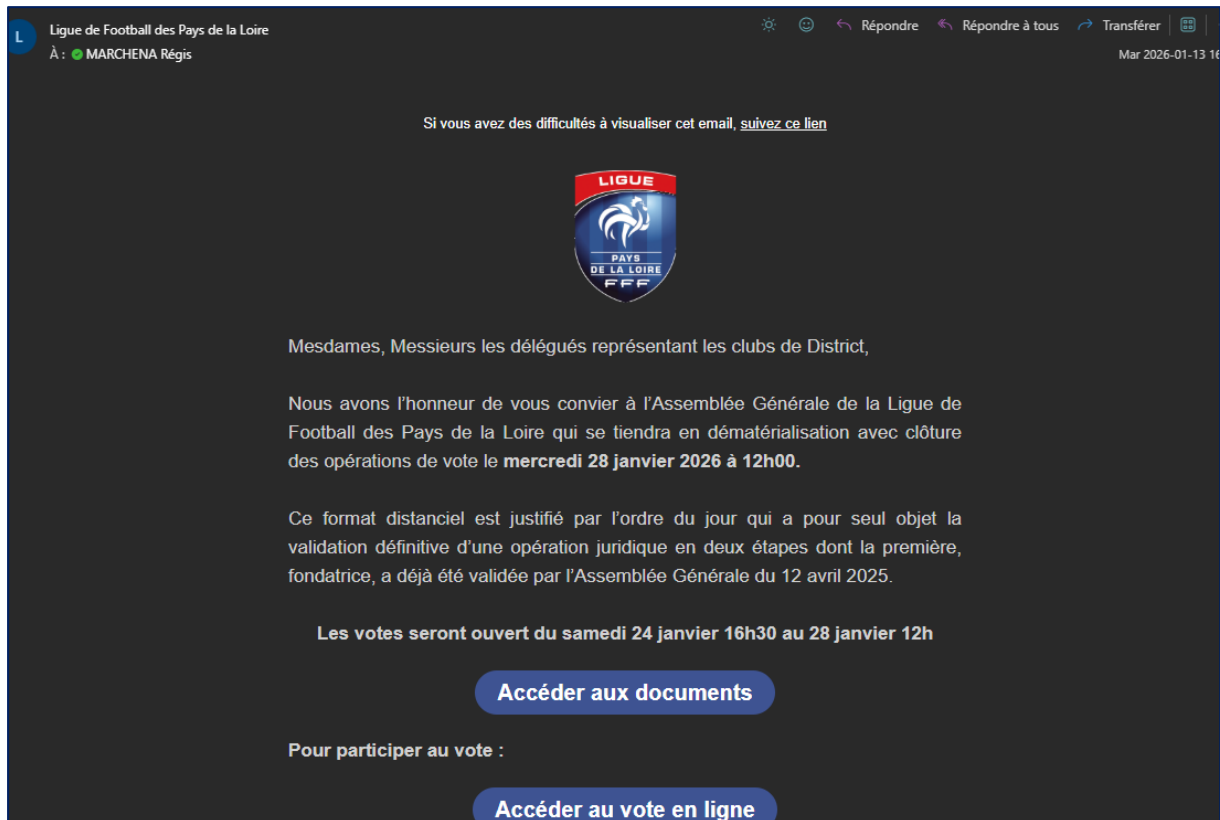 L
Ligue de Football des Pays de la Loire
Répondre
Répondre à tous
Transférer
À : MARCHENA Régis
Mar 2026-01-13 16
Si vous avez des difficultés à visualiser cet email, suivez ce lien
LIGUE
PAYS
DE LA LOIRE
FFF
Mesdames, Messieurs les délégués représentant les clubs de District,
Nous avons l’honneur de vous convier à l’Assemblée Générale de la Ligue de
Football des Pays de la Loire qui se tiendra en dématérialisation avec clôture
des opérations de vote le mercredi 28 janvier 2026 à 12h00.
Ce format distanciel est justifié par l’ordre du jour qui a pour seul objet la
validation définitive d’une opération juridique en deux étapes dont la première,
fondatrice, a déjà été validée par l’Assemblée Générale du 12 avril 2025.
Les votes seront ouvert du samedi 24 janvier 16h30 au 28 janvier 12h
Accéder aux documents
Pour participer au vote :
Accéder au vote en ligne